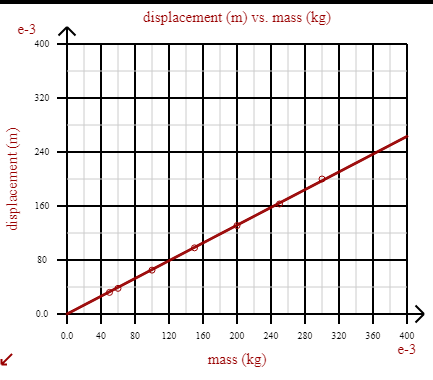 displacement (m) vs. mass (kg)
e-3
400
320
240
160
80
0.0
displacement (m)
0.0 40 80 120 160 200 240 280 320 360 400
e-3
mass (kg)